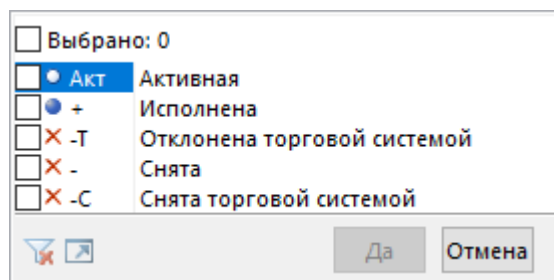 Выбрано: 0
Акт Активная
+ Исполнена
-Т Отклонена торговой системой
- Снята
-С Снята торговой системой
Да Отмена